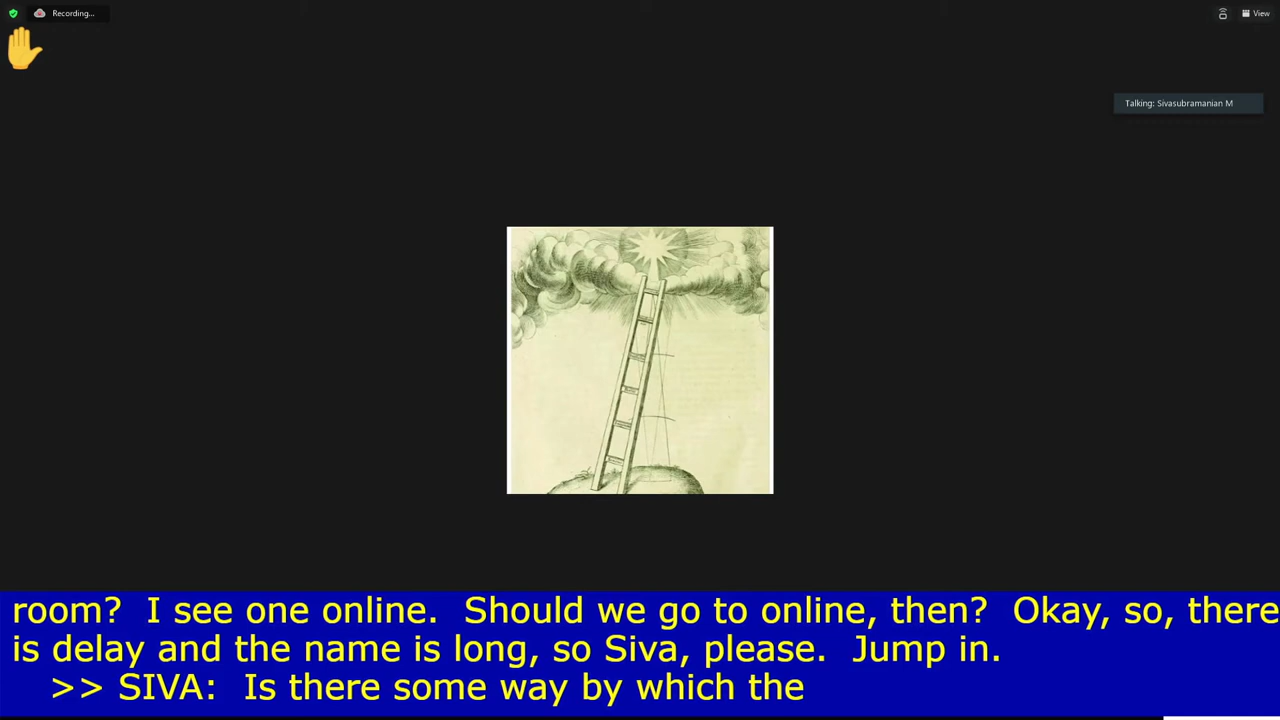 Recording...
View
Talking: Sivasubramanian M
room?  I see one online.  Should we go to online, then?  Okay, so, there
is delay and the name is long, so Siva, please.  Jump in.
>> SIVA:  Is there some way by which the